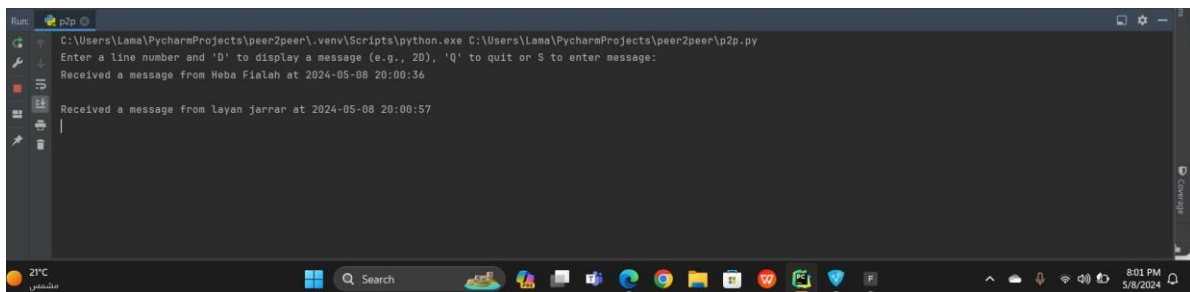 Run:
p2p
C:\Users\Lama\PycharmProjects\peer2peer\.venv\Scripts\python.exe C:\Users\Lama\PycharmProjects\peer2peer\p2p.py
Enter a line number and 'D' to display a message (e.g., 2D), 'Q' to quit or S to enter message:
Received a message from Heba Fialah at 2024-05-08 20:00:36
Received a message from layan jarrar at 2024-05-08 20:00:57
Coverage
21°C
مشمس
Search
8:01 PM
5/8/2024